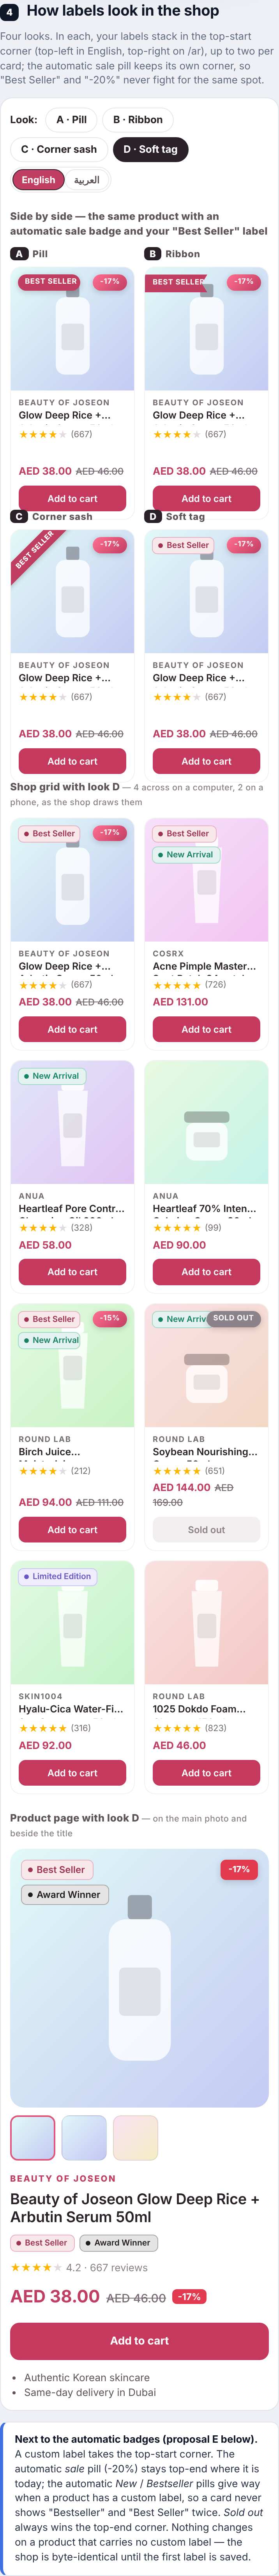 4 How labels look in the shop
Four looks. In each, your labels stack in the top-start
corner (top-left in English, top-right on /ar), up to two per
card; the automatic sale pill keeps its own corner, so
"Best Seller" and "-20%" never fight for the same spot.
Look: A · Pill B · Ribbon
C · Corner sash D · Soft tag
English العربية
Side by side — the same product with an
automatic sale badge and your "Best Seller" label
A Pill
B Ribbon
BEST SELLER -17%
BEST SELLER -17%
BEAUTY OF JOSEON
BEAUTY OF JOSEON
Glow Deep Rice +…
Glow Deep Rice +…
★★★★★ (667)
★★★★★ (667)
AED 38.00 AED 46.00
AED 38.00 AED 46.00
Add to cart
Add to cart
C Corner sash
D Soft tag
BEST SELLER -17%
Best Seller -17%
BEAUTY OF JOSEON
BEAUTY OF JOSEON
Glow Deep Rice +…
Glow Deep Rice +…
★★★★★ (667)
★★★★★ (667)
AED 38.00 AED 46.00
AED 38.00 AED 46.00
Add to cart
Add to cart
Shop grid with look D — 4 across on a computer, 2 on a
phone, as the shop draws them
Best Seller -17%
Best Seller
New Arrival
BEAUTY OF JOSEON
COSRX
Glow Deep Rice +…
Acne Pimple Master…
★★★★★ (667)
★★★★★ (726)
AED 38.00 AED 46.00
AED 131.00
Add to cart
Add to cart
New Arrival
ANUA
ANUA
Heartleaf Pore Contr…
Heartleaf 70% Inten…
★★★★★ (328)
★★★★★ (99)
AED 58.00
AED 90.00
Add to cart
Add to cart
Best Seller -15%
New Arrival
SOLD OUT
ROUND LAB
ROUND LAB
Birch Juice…
Soybean Nourishing…
★★★★★ (212)
★★★★★ (651)
AED 94.00 AED 111.00
AED 144.00 AED
169.00
Add to cart
Sold out
Limited Edition
SKIN1004
ROUND LAB
Hyalu-Cica Water-Fi…
1025 Dokdo Foam…
★★★★★ (316)
★★★★★ (823)
AED 92.00
AED 46.00
Add to cart
Add to cart
Product page with look D — on the main photo and
beside the title
Best Seller -17%
Award Winner
BEAUTY OF JOSEON
Beauty of Joseon Glow Deep Rice +
Arbutin Serum 50ml
Best Seller Award Winner
★★★★★ 4.2 · 667 reviews
AED 38.00 AED 46.00 -17%
Add to cart
• Authentic Korean skincare
• Same-day delivery in Dubai
Next to the automatic badges (proposal E below).
A custom label takes the top-start corner. The
automatic sale pill (-20%) stays top-end where it is
today; the automatic New / Bestseller pills give way
when a product has a custom label, so a card never
shows "Bestseller" and "Best Seller" twice. Sold out
always wins the top-end corner. Nothing changes
on a product that carries no custom label — the
shop is byte-identical until the first label is saved.